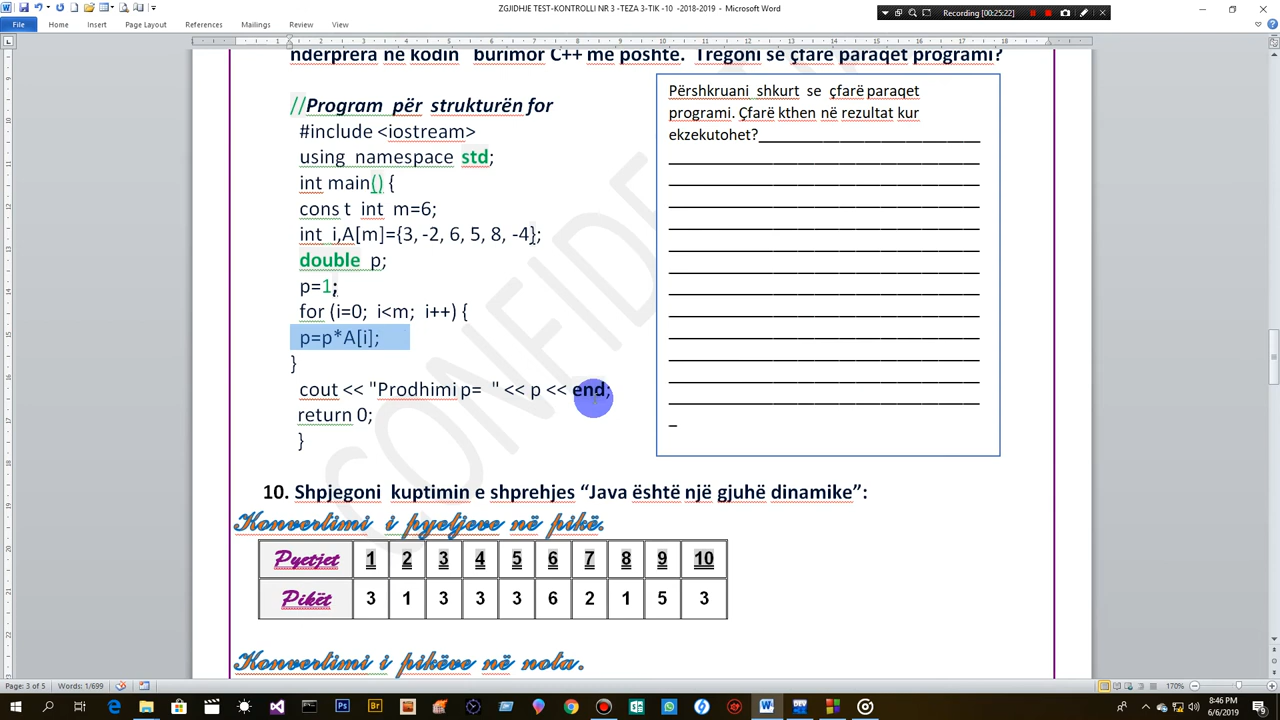 ZGJIDHJE TEST-KONTROLLI NR 3 -TEZA 3-TIK -10 -2018-2019 - Microsoft Word
Recording [00:25:22]
File Home Insert Page Layout References Mailings Review View
nderprera në kodin burimor C++ më poshtë. Tregoni se çfarë paraqet programi?
//Program për strukturën for
#include <iostream>
using namespace std;
int main() {
cons t int m=6;
int i,A[m]={3, -2, 6, 5, 8, -4};
double p;
p=1;
for (i=0; i<m; i++) {
p=p*A[i];
}
cout << "Prodhimi p= " << p << end;
return 0;
}
Përshkruani shkurt se çfarë paraqet
programi. Çfarë kthen në rezultat kur
ekzekutohet?
10. Shpjegoni kuptimin e shprehjes “Java është një gjuhë dinamike”:
Konvertimi i pyetjeve në pikë.
Pyetjet 1 2 3 4 5 6 7 8 9 10
Pikët 3 1 3 3 3 6 2 1 5 3
Konvertimi i pikëve në nota.
CONFIDE
Page: 3 of 5 Words: 1/699 170%
8:46 PM
6/6/2019